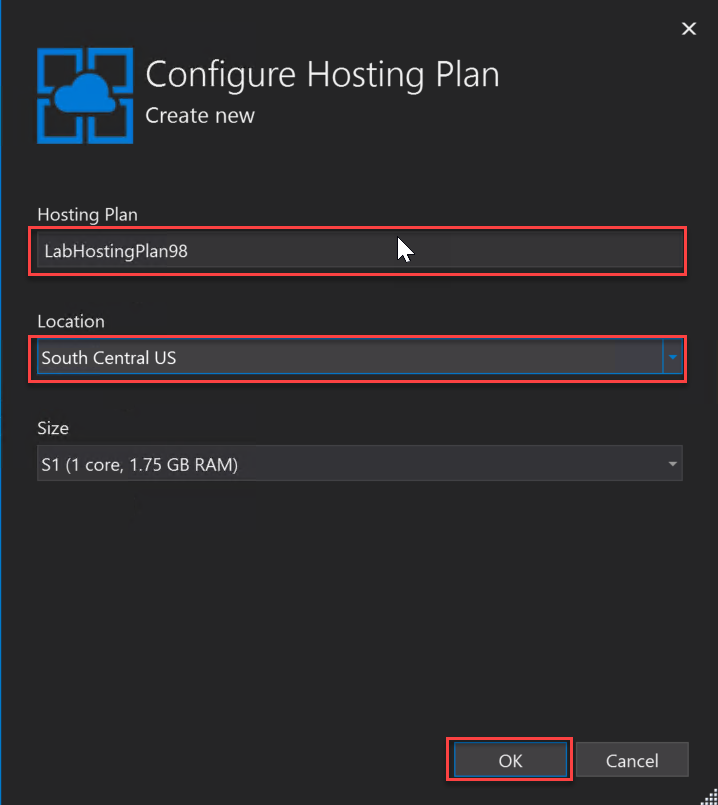 Configure Hosting Plan
Create new
Hosting Plan
LabHostingPlan98
Location
South Central US
Size
S1 (1 core, 1.75 GB RAM)
OK Cancel